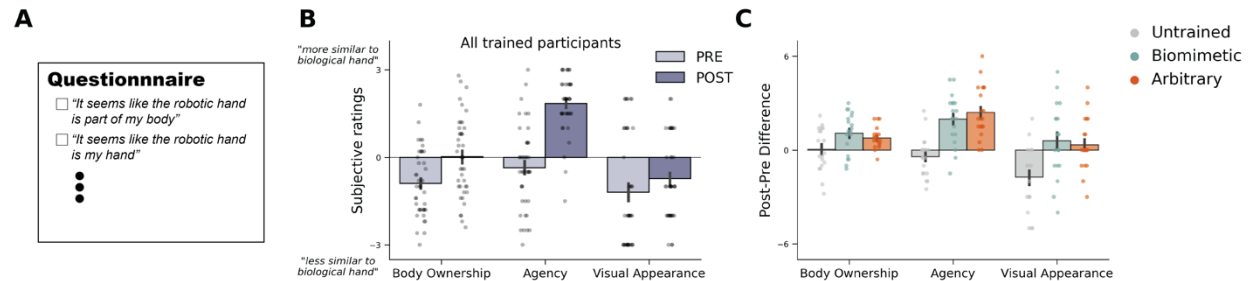 A
Questionnnaire
"It seems like the robotic hand
is part of my body"
"It seems like the robotic hand
is my hand"
B
All trained participants
"more similar to
biological hand"
PRE
POST
3
0
−3
Subjective ratings
"less similar to
biological hand"
Body Ownership
Agency
Visual Appearance
C
Untrained
Biomimetic
Arbitrary
6
0
−6
Post-Pre Difference
Body Ownership
Agency
Visual Appearance